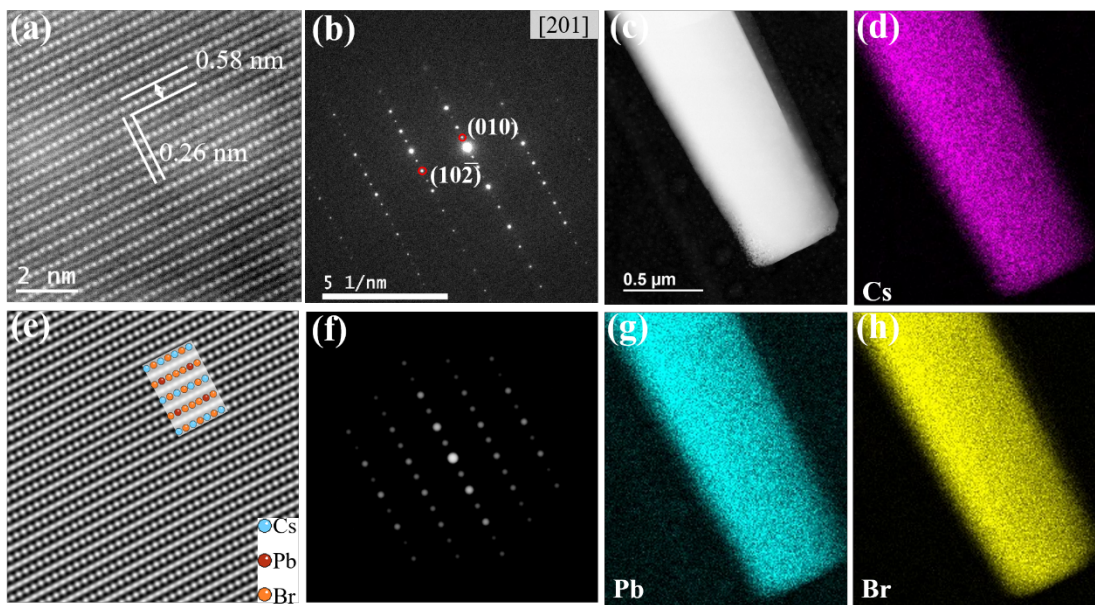 (a)
0.58 nm
0.26 nm
2 nm
(b)
[201]
(010)
(102̅)
5 1/nm
(c)
0.5 μm
(d)
Cs
(e)
Cs
Pb
Br
(f)
(g)
Pb
(h)
Br